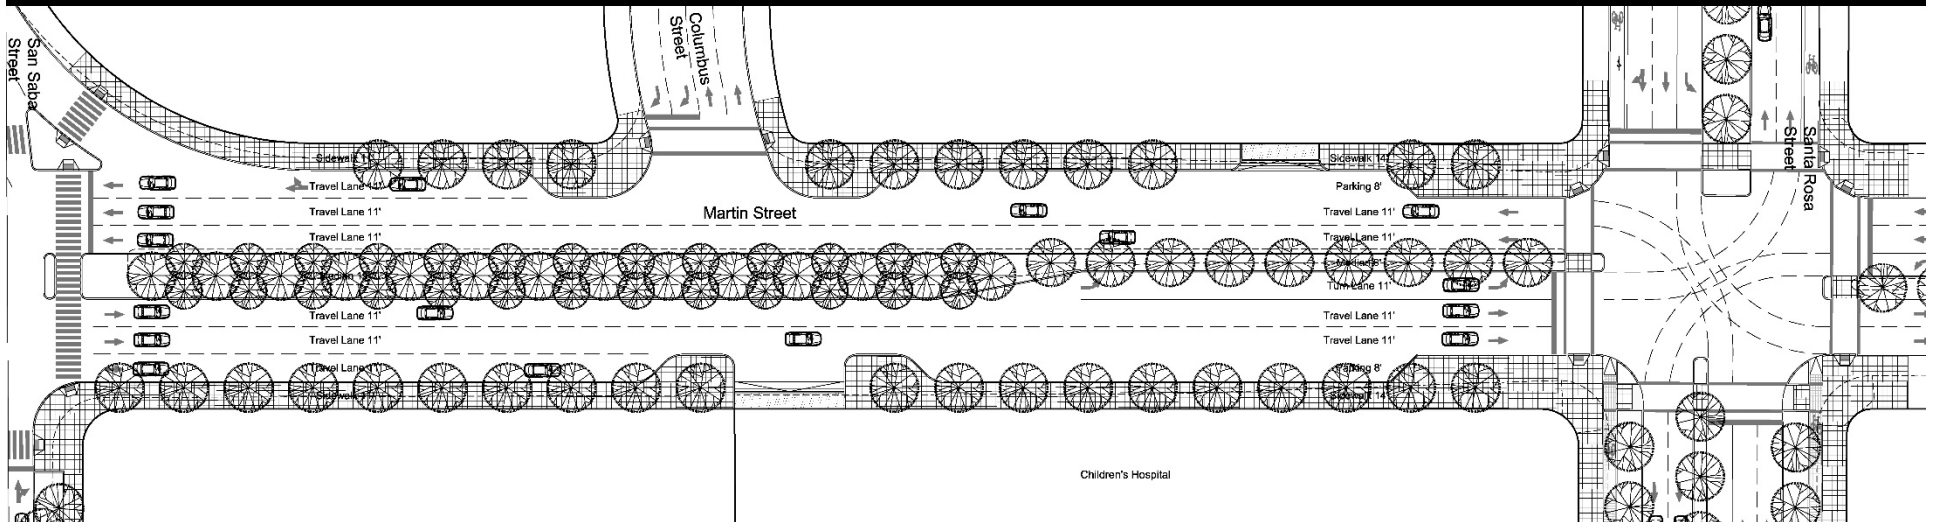 San Saba
Street
Columbus
Street
Santa Rosa
Street
Sidewalk
Travel Lane 11'
Travel Lane 11'
Martin Street
Travel Lane 11'
Travel Lane 11'
Travel Lane 11'
Travel Lane 11'
Sidewalk
Sidewalk 14'
Parking 8'
Travel Lane 11'
Travel Lane 11'
Median 8'
Turn Lane 11'
Travel Lane 11'
Travel Lane 11'
Parking 8'
Sidewalk 14'
Children's Hospital